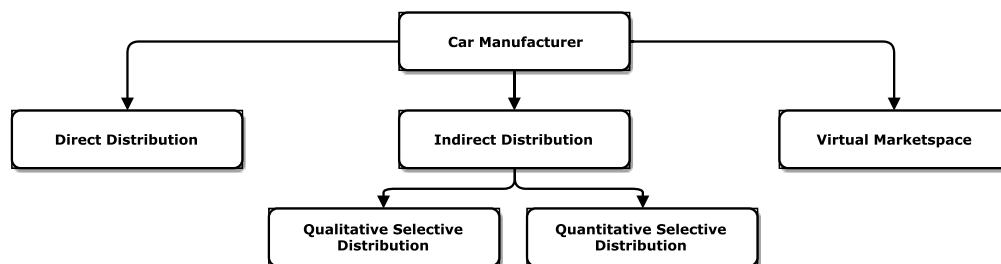 Car Manufacturer
Direct Distribution
Indirect Distribution
Virtual Marketspace
Qualitative Selective
Distribution
Quantitative Selective
Distribution